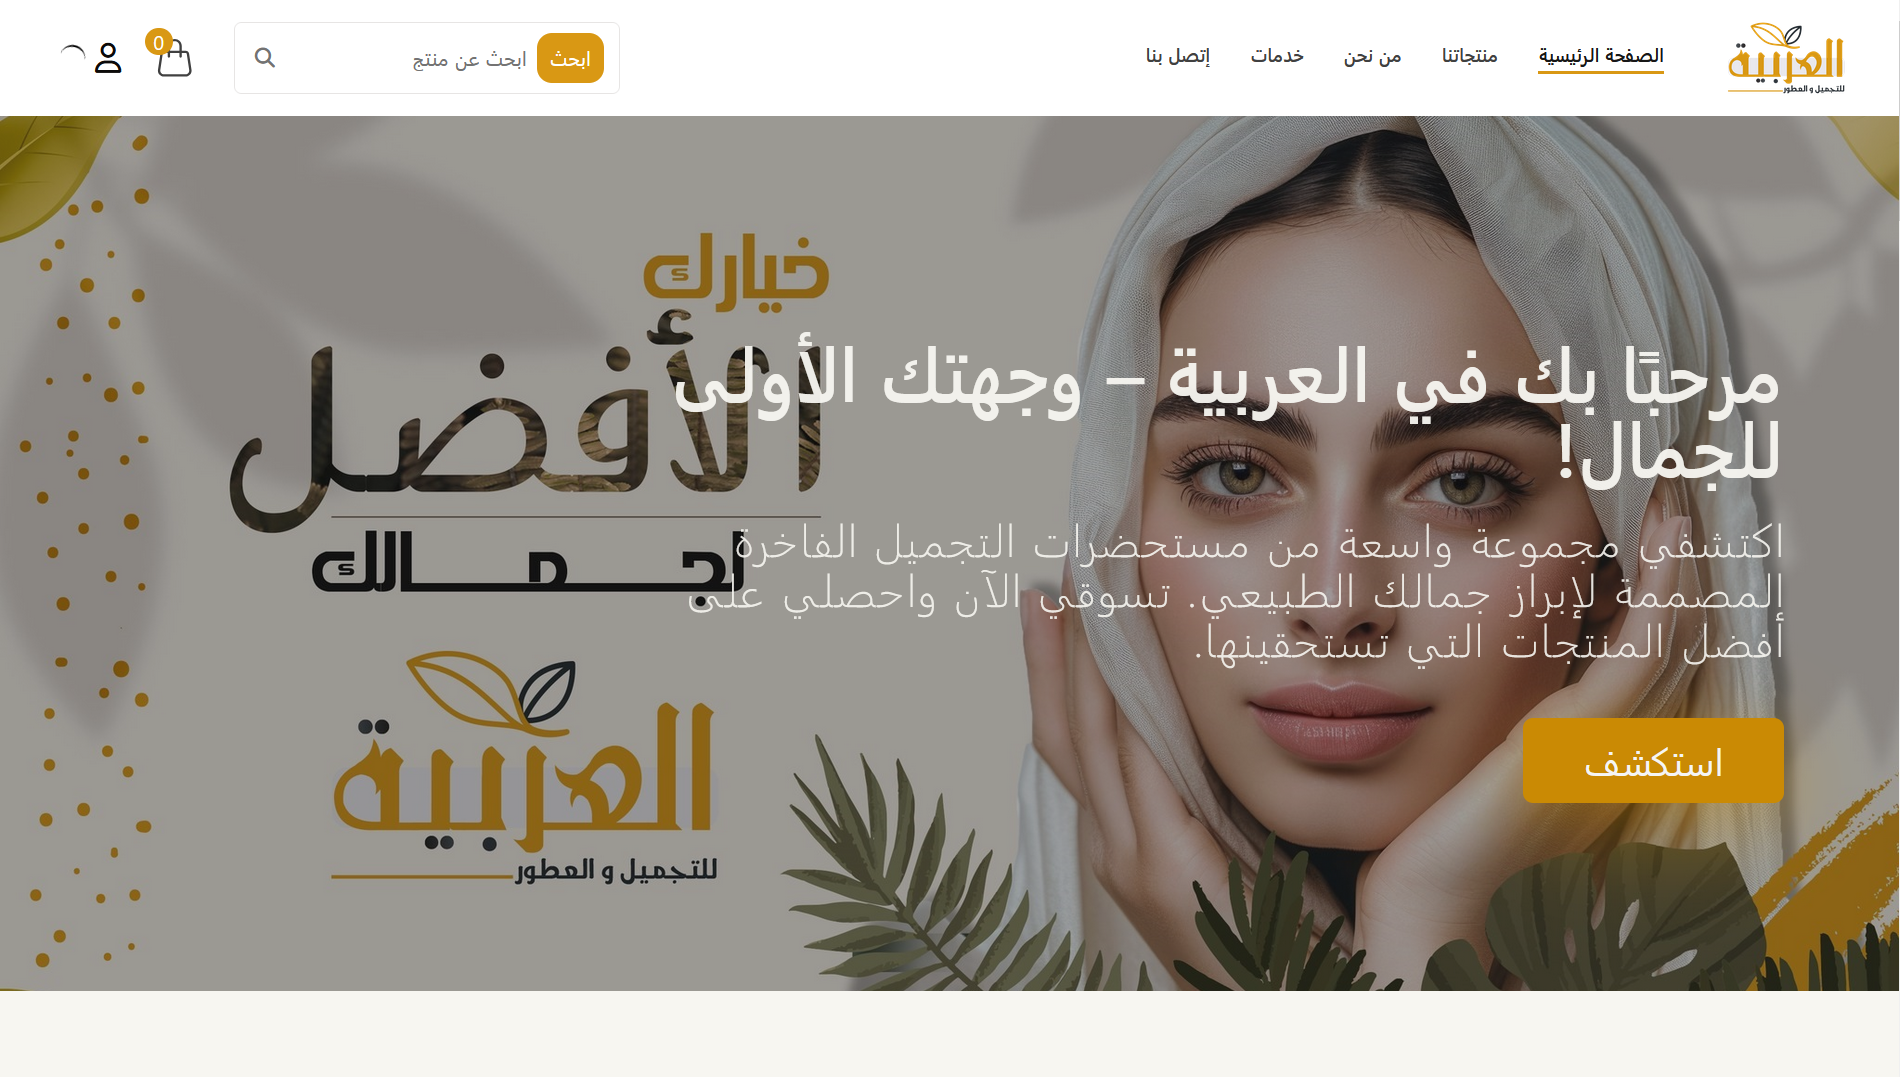 العربية
للتجميل و العطور
الصفحة الرئيسية
منتجاتنا
من نحن
خدمات
إتصل بنا
ابحث
ابحث عن منتج
0
خيارك
الأفضل
لجمالك
مرحبًا بك في العربية – وجهتك الأولى
للجمال!
اكتشفي مجموعة واسعة من مستحضرات التجميل الفاخرة
المصممة لإبراز جمالك الطبيعي. تسوقي الآن واحصلي على
أفضل المنتجات التي تستحقينها.
استكشف
العربية
للتجميل و العطور